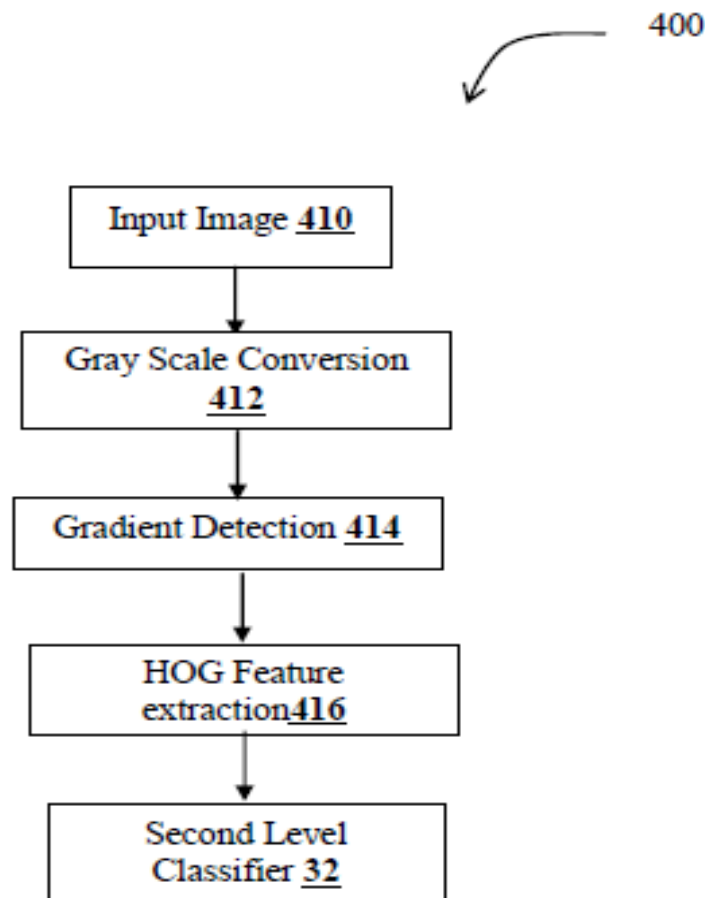 400
Input Image 410
Gray Scale Conversion
412
Gradient Detection 414
HOG Feature
extraction416
Second Level
Classifier 32